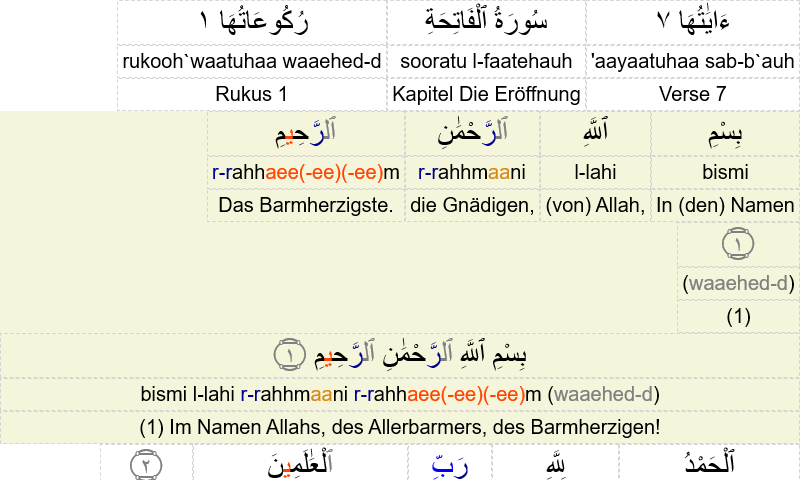 ءَايَٰتُهَا ٧ سُورَةُ ٱلْفَاتِحَةِ رُكُوعَاتُهَا ١
'aayaatuhaa sab-b`auh sooratu l-faatehauh rukooh`waatuhaa waaehed-d
Verse 7 Kapitel Die Eröffnung Rukus 1
بِسْمِ ٱللَّهِ ٱلرَّحْمَٰنِ ٱلرَّحِيمِ
bismi l-lahi r-rahhmaani r-rahhaee(-ee)(-ee)m
In (den) Namen (von) Allah, die Gnädigen, Das Barmherzigste.
١
(waaehed-d)
(1)
بِسْمِ ٱللَّهِ ٱلرَّحْمَٰنِ ٱلرَّحِيمِ ١
bismi l-lahi r-rahhmaani r-rahhaee(-ee)(-ee)m (waaehed-d)
(1) Im Namen Allahs, des Allerbarmers, des Barmherzigen!
ٱلْحَمْدُ لِلَّهِ رَبِّ ٱلْعَٰلَمِينَ ٢